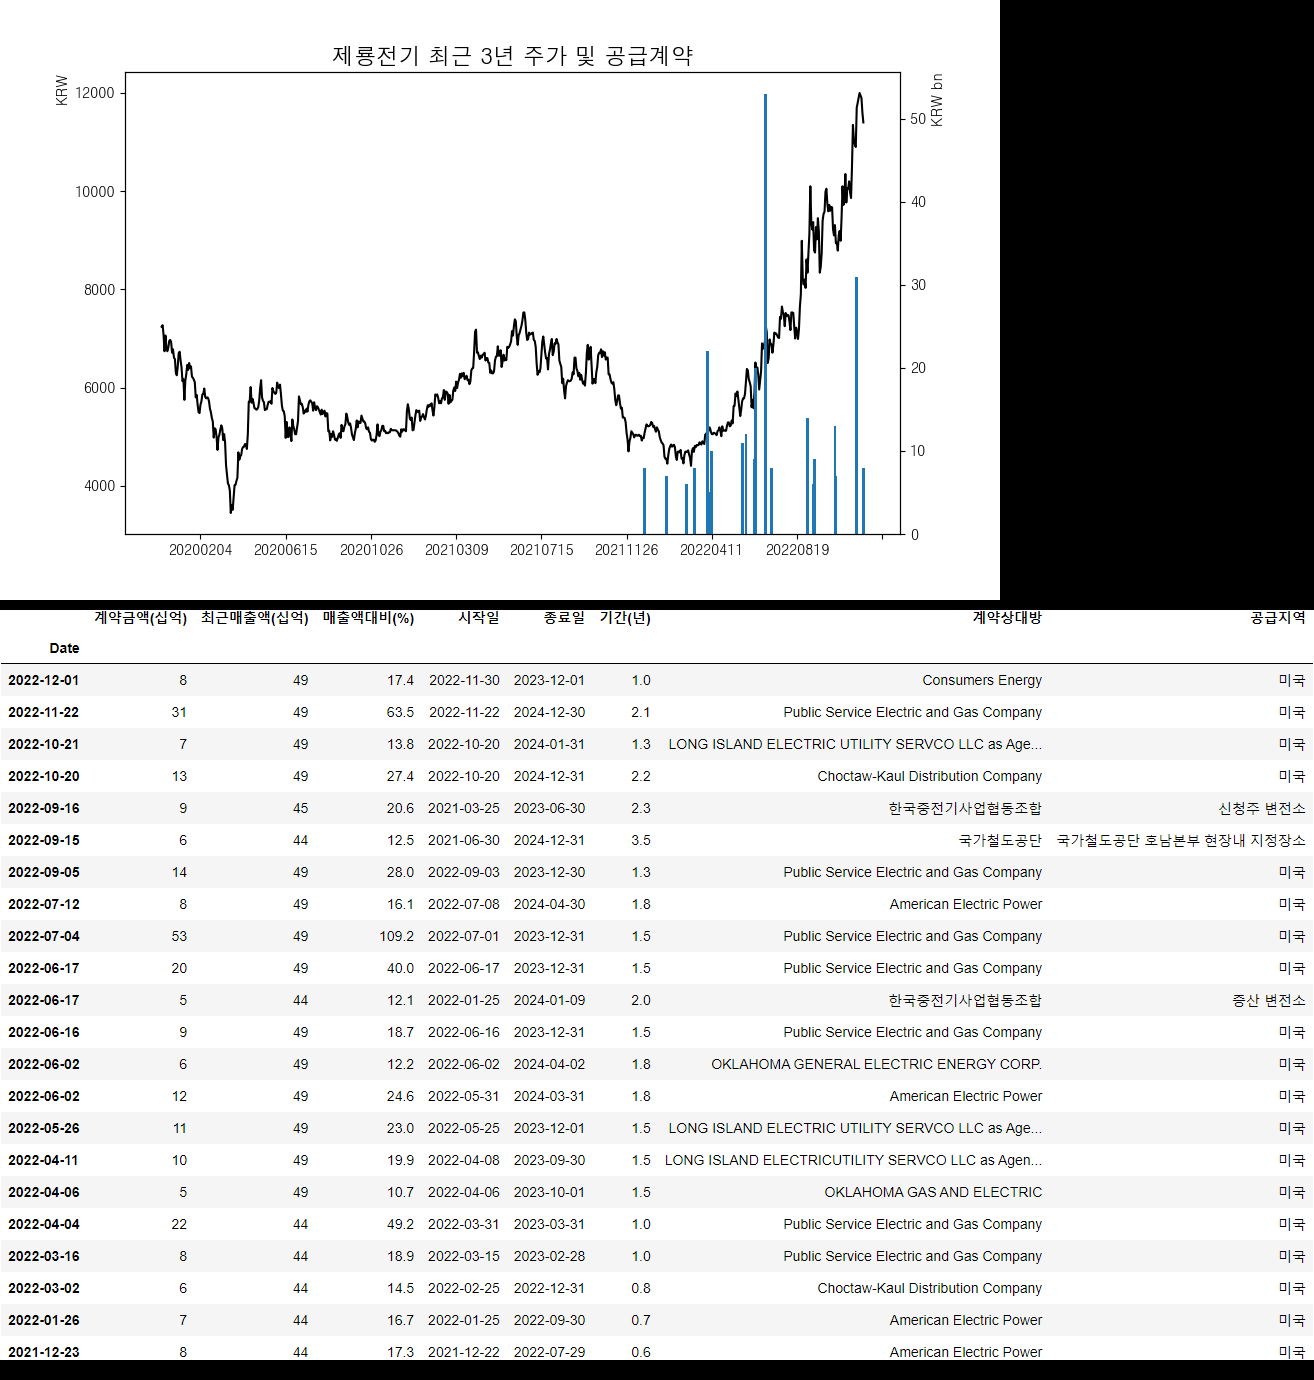 제룡전기 최근 3년 주가 및 공급계약
KRW
KRW bn
12000
10000
8000
6000
4000
50
40
30
20
10
0
20200204 20200615 20201026 20210309 20210715 20211126 20220411 20220819
계약금액(십억) 최근매출액(십억) 매출액대비(%) 시작일 종료일 기간(년) 계약상대방 공급지역
Date
2022-12-01 8 49 17.4 2022-11-30 2023-12-01 1.0 Consumers Energy 미국
2022-11-22 31 49 63.5 2022-11-22 2024-12-30 2.1 Public Service Electric and Gas Company 미국
2022-10-21 7 49 13.8 2022-10-20 2024-01-31 1.3 LONG ISLAND ELECTRIC UTILITY SERVCO LLC as Age... 미국
2022-10-20 13 49 27.4 2022-10-20 2024-12-31 2.2 Choctaw-Kaul Distribution Company 미국
2022-09-16 9 45 20.6 2021-03-25 2023-06-30 2.3 한국중전기사업협동조합 신청주 변전소
2022-09-15 6 44 12.5 2021-06-30 2024-12-31 3.5 국가철도공단 국가철도공단 호남본부 현장내 지정장소
2022-09-05 14 49 28.0 2022-09-03 2023-12-30 1.3 Public Service Electric and Gas Company 미국
2022-07-12 8 49 16.1 2022-07-08 2024-04-30 1.8 American Electric Power 미국
2022-07-04 53 49 109.2 2022-07-01 2023-12-31 1.5 Public Service Electric and Gas Company 미국
2022-06-17 20 49 40.0 2022-06-17 2023-12-31 1.5 Public Service Electric and Gas Company 미국
2022-06-17 5 44 12.1 2022-01-25 2024-01-09 2.0 한국중전기사업협동조합 증산 변전소
2022-06-16 9 49 18.7 2022-06-16 2023-12-31 1.5 Public Service Electric and Gas Company 미국
2022-06-02 6 49 12.2 2022-06-02 2024-04-02 1.8 OKLAHOMA GENERAL ELECTRIC ENERGY CORP. 미국
2022-06-02 12 49 24.6 2022-05-31 2024-03-31 1.8 American Electric Power 미국
2022-05-26 11 49 23.0 2022-05-25 2023-12-01 1.5 LONG ISLAND ELECTRIC UTILITY SERVCO LLC as Age... 미국
2022-04-11 10 49 19.9 2022-04-08 2023-09-30 1.5 LONG ISLAND ELECTRICUTILITY SERVCO LLC as Agen... 미국
2022-04-06 5 49 10.7 2022-04-06 2023-10-01 1.5 OKLAHOMA GAS AND ELECTRIC 미국
2022-04-04 22 44 49.2 2022-03-31 2023-03-31 1.0 Public Service Electric and Gas Company 미국
2022-03-16 8 44 18.9 2022-03-15 2023-02-28 1.0 Public Service Electric and Gas Company 미국
2022-03-02 6 44 14.5 2022-02-25 2022-12-31 0.8 Choctaw-Kaul Distribution Company 미국
2022-01-26 7 44 16.7 2022-01-25 2022-09-30 0.7 American Electric Power 미국
2021-12-23 8 44 17.3 2021-12-22 2022-07-29 0.6 American Electric Power 미국